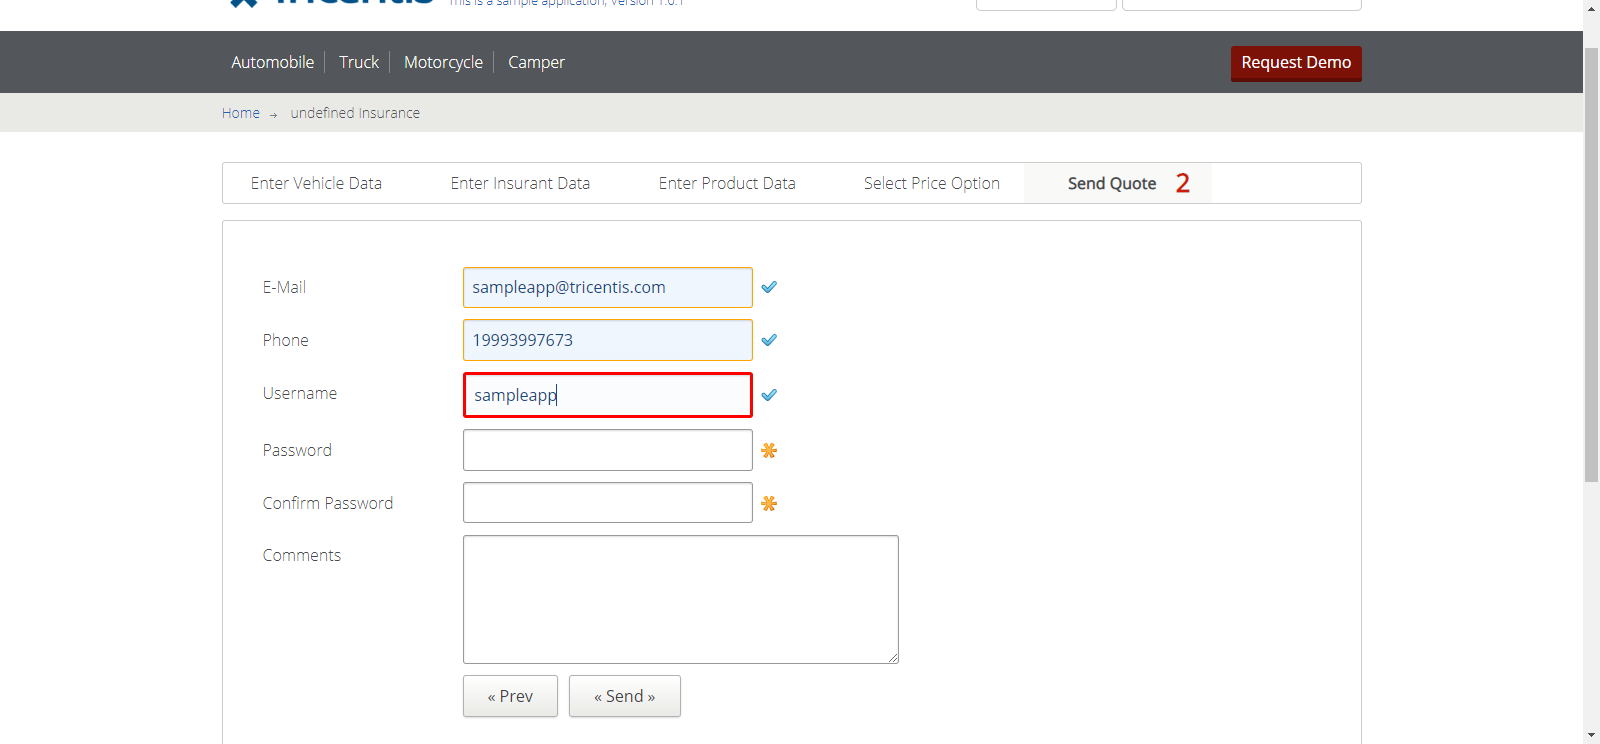 Tricentis This is a sample application, Version 1.0.1
Automobile Truck Motorcycle Camper Request Demo
Home → undefined Insurance
Enter Vehicle Data Enter Insurant Data Enter Product Data Select Price Option Send Quote 2
E-Mail sampleapp@tricentis.com
Phone 19993997673
Username sampleapp
Password
Confirm Password
Comments
« Prev « Send »